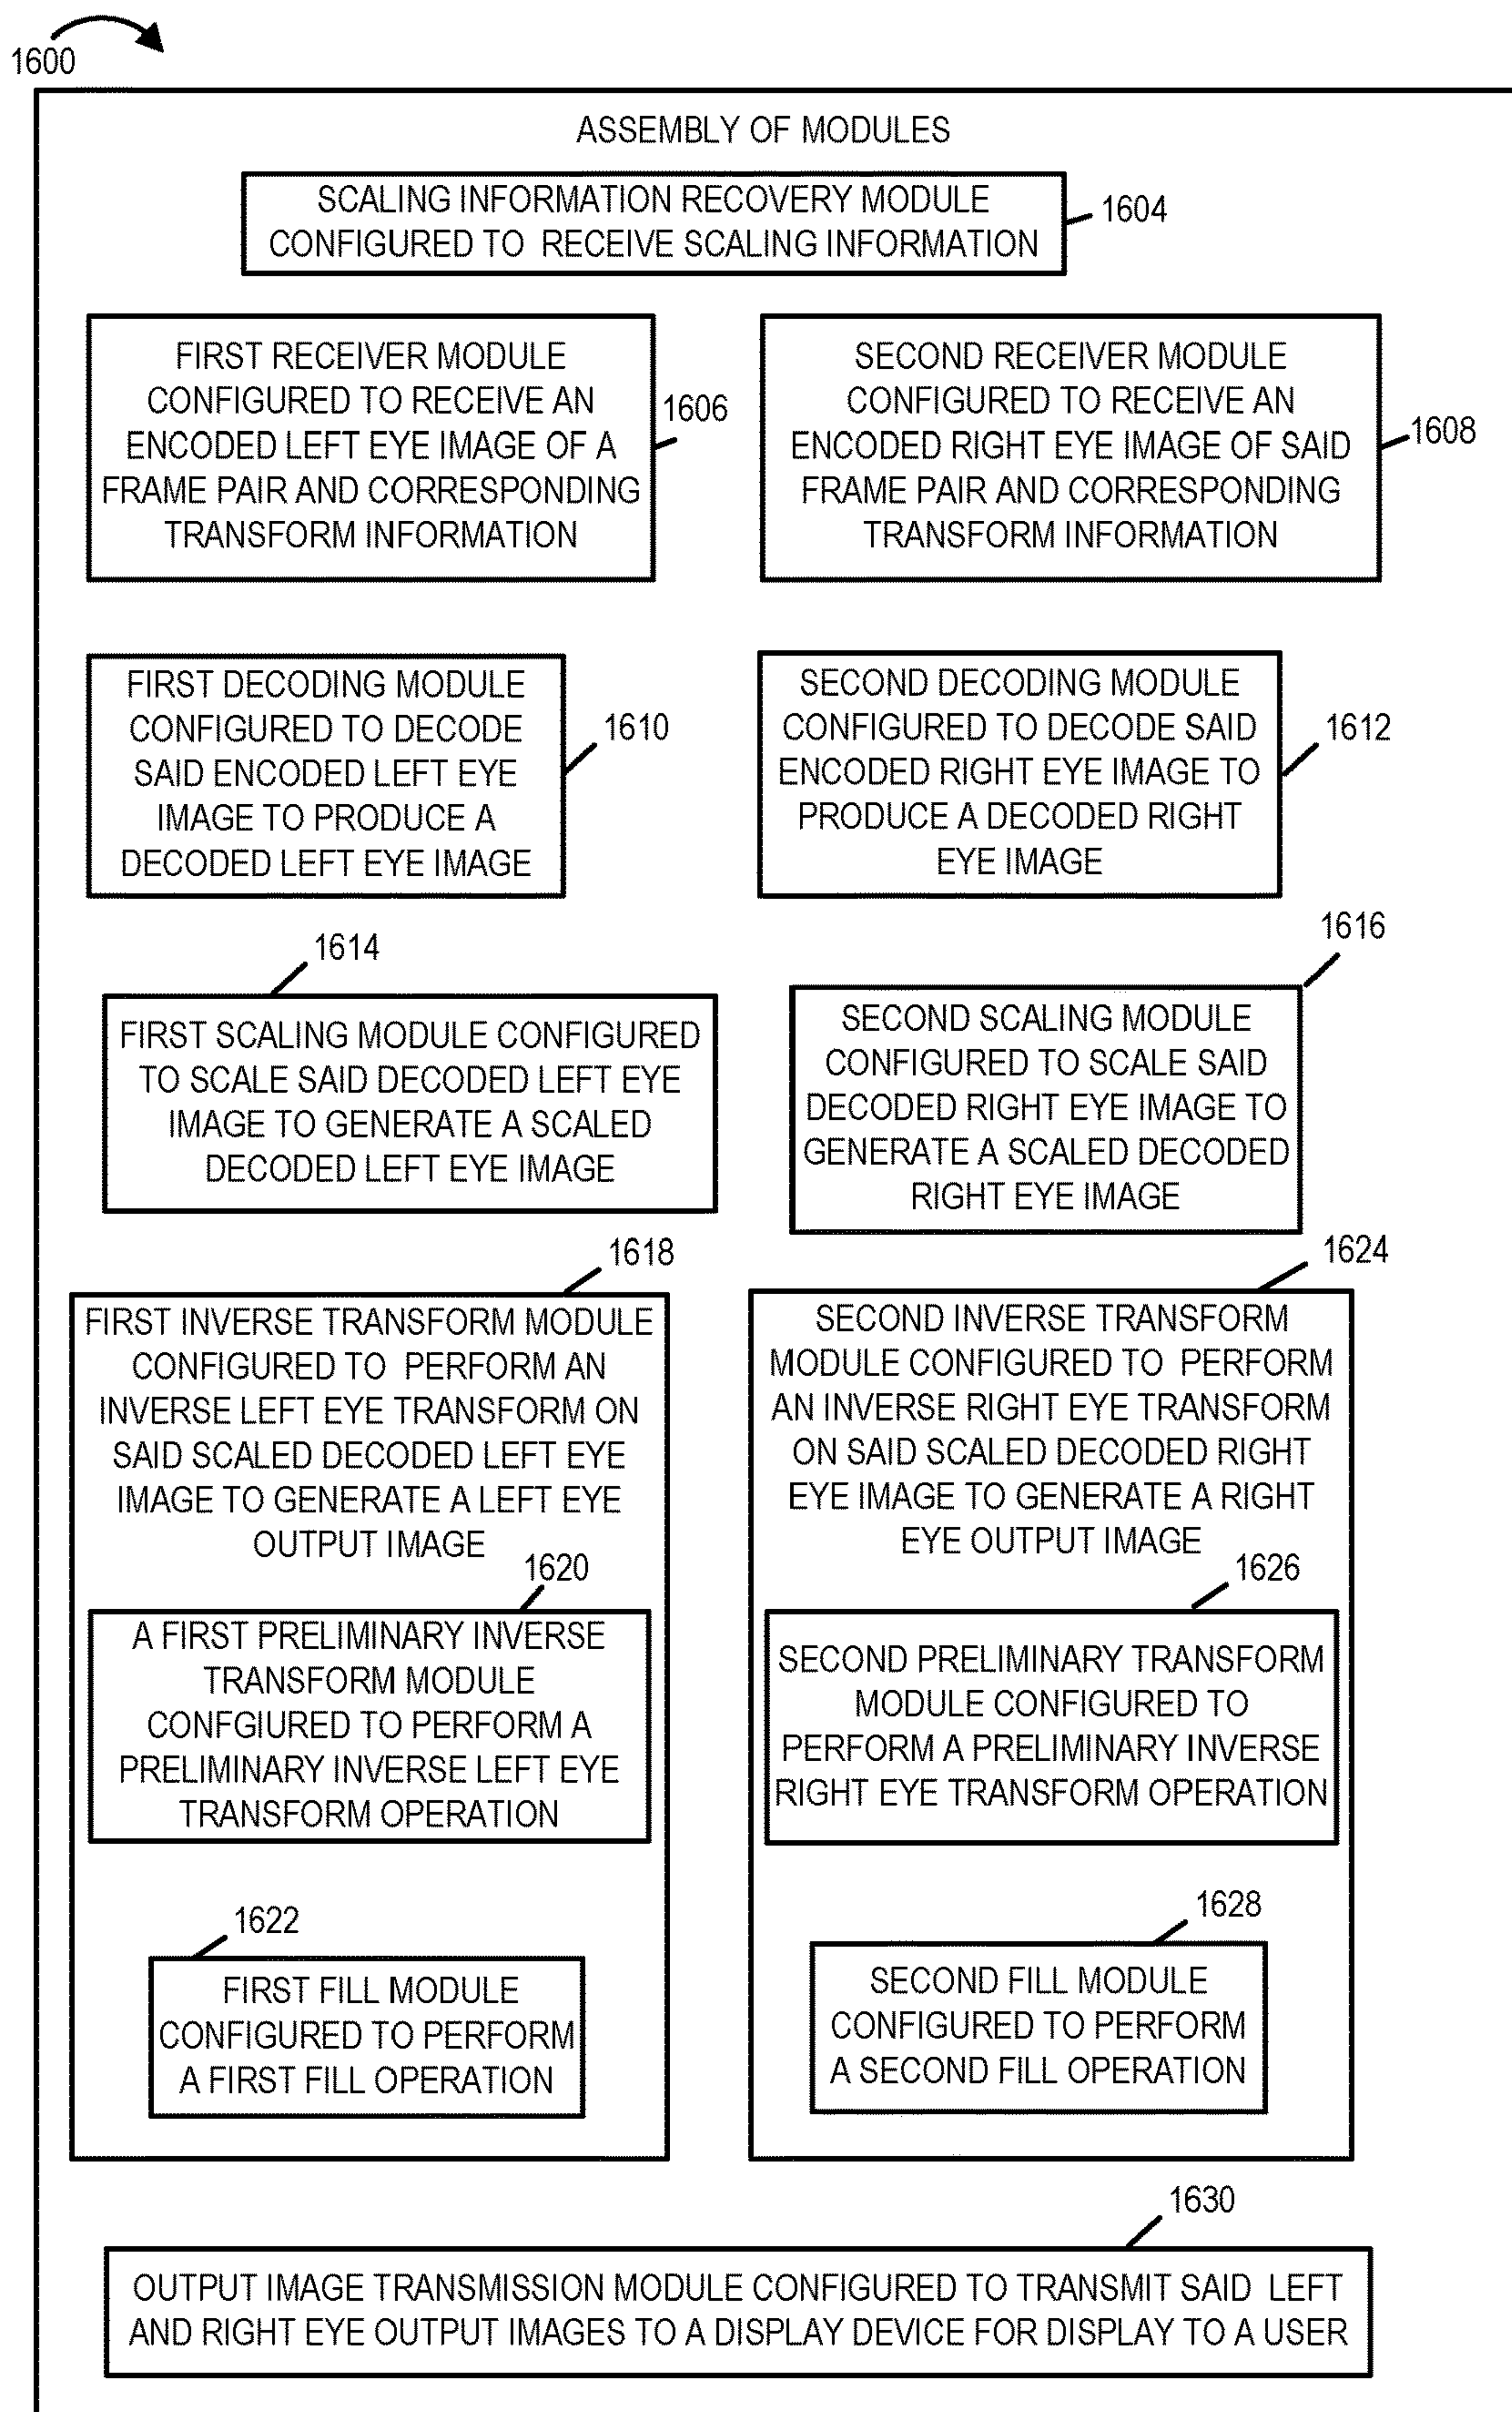 1600
ASSEMBLY OF MODULES
SCALING INFORMATION RECOVERY MODULE
CONFIGURED TO RECEIVE SCALING INFORMATION
1604
FIRST RECEIVER MODULE
CONFIGURED TO RECEIVE AN
ENCODED LEFT EYE IMAGE OF A
FRAME PAIR AND CORRESPONDING
TRANSFORM INFORMATION
1606
SECOND RECEIVER MODULE
CONFIGURED TO RECEIVE AN
ENCODED RIGHT EYE IMAGE OF SAID
FRAME PAIR AND CORRESPONDING
TRANSFORM INFORMATION
1608
FIRST DECODING MODULE
CONFIGURED TO DECODE
SAID ENCODED LEFT EYE
IMAGE TO PRODUCE A
DECODED LEFT EYE IMAGE
1610
SECOND DECODING MODULE
CONFIGURED TO DECODE SAID
ENCODED RIGHT EYE IMAGE TO
PRODUCE A DECODED RIGHT
EYE IMAGE
1612
1614
FIRST SCALING MODULE CONFIGURED
TO SCALE SAID DECODED LEFT EYE
IMAGE TO GENERATE A SCALED
DECODED LEFT EYE IMAGE
1616
SECOND SCALING MODULE
CONFIGURED TO SCALE SAID
DECODED RIGHT EYE IMAGE TO
GENERATE A SCALED DECODED
RIGHT EYE IMAGE
1618
FIRST INVERSE TRANSFORM MODULE
CONFIGURED TO PERFORM AN
INVERSE LEFT EYE TRANSFORM ON
SAID SCALED DECODED LEFT EYE
IMAGE TO GENERATE A LEFT EYE
OUTPUT IMAGE
1620
A FIRST PRELIMINARY INVERSE
TRANSFORM MODULE
CONFGIURED TO PERFORM A
PRELIMINARY INVERSE LEFT EYE
TRANSFORM OPERATION
1622
FIRST FILL MODULE
CONFIGURED TO PERFORM
A FIRST FILL OPERATION
1624
SECOND INVERSE TRANSFORM
MODULE CONFIGURED TO PERFORM
AN INVERSE RIGHT EYE TRANSFORM
ON SAID SCALED DECODED RIGHT
EYE IMAGE TO GENERATE A RIGHT
EYE OUTPUT IMAGE
1626
SECOND PRELIMINARY TRANSFORM
MODULE CONFIGURED TO
PERFORM A PRELIMINARY INVERSE
RIGHT EYE TRANSFORM OPERATION
1628
SECOND FILL MODULE
CONFIGURED TO PERFORM
A SECOND FILL OPERATION
1630
OUTPUT IMAGE TRANSMISSION MODULE CONFIGURED TO TRANSMIT SAID LEFT
AND RIGHT EYE OUTPUT IMAGES TO A DISPLAY DEVICE FOR DISPLAY TO A USER